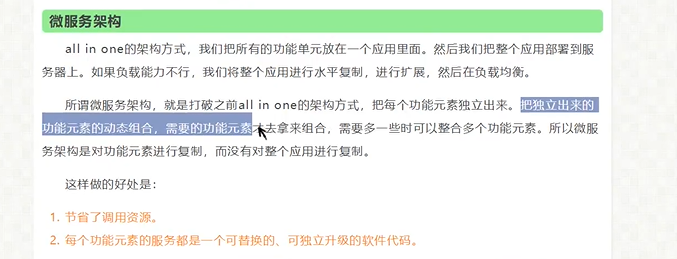 微服务架构
all in one的架构方式，我们把所有的功能单元放在一个应用里面。然后我们把整个应用部署到服
务器上。如果负载能力不行，我们将整个应用进行水平复制，进行扩展，然后在负载均衡。
所谓微服务架构，就是打破之前all in one的架构方式，把每个功能元素独立出来。把独立出来的
功能元素的动态组合，需要的功能元素才去拿来组合，需要多一些时可以整合多个功能元素。所以微服
务架构是对功能元素进行复制，而没有对整个应用进行复制。
这样做的好处是：
1. 节省了调用资源。
2. 每个功能元素的服务都是一个可替换的、可独立升级的软件代码。